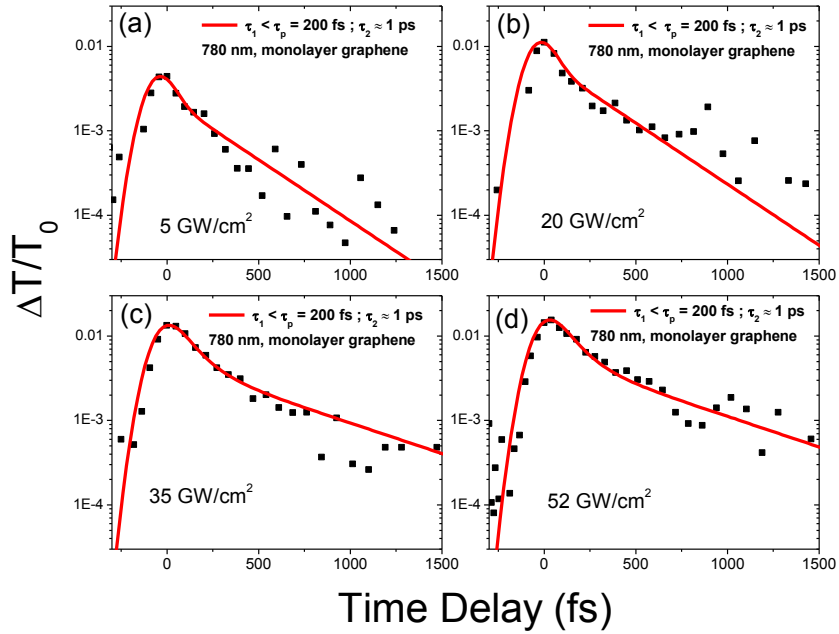 (a)
τ₁ < τₚ = 200 fs ; τ₂ ≈ 1 ps
780 nm, monolayer graphene
0.01
1E-3
1E-4
5 GW/cm²
0 500 1000 1500
(b)
τ₁ < τₚ = 200 fs ; τ₂ ≈ 1 ps
780 nm, monolayer graphene
0.01
1E-3
1E-4
20 GW/cm²
0 500 1000 1500
ΔT/T₀
(c)
τ₁ < τₚ = 200 fs ; τ₂ ≈ 1 ps
780 nm, monolayer graphene
0.01
1E-3
1E-4
35 GW/cm²
0 500 1000 1500
(d)
τ₁ < τₚ = 200 fs ; τ₂ ≈ 1 ps
780 nm, monolayer graphene
0.01
1E-3
1E-4
52 GW/cm²
0 500 1000 1500
Time Delay (fs)